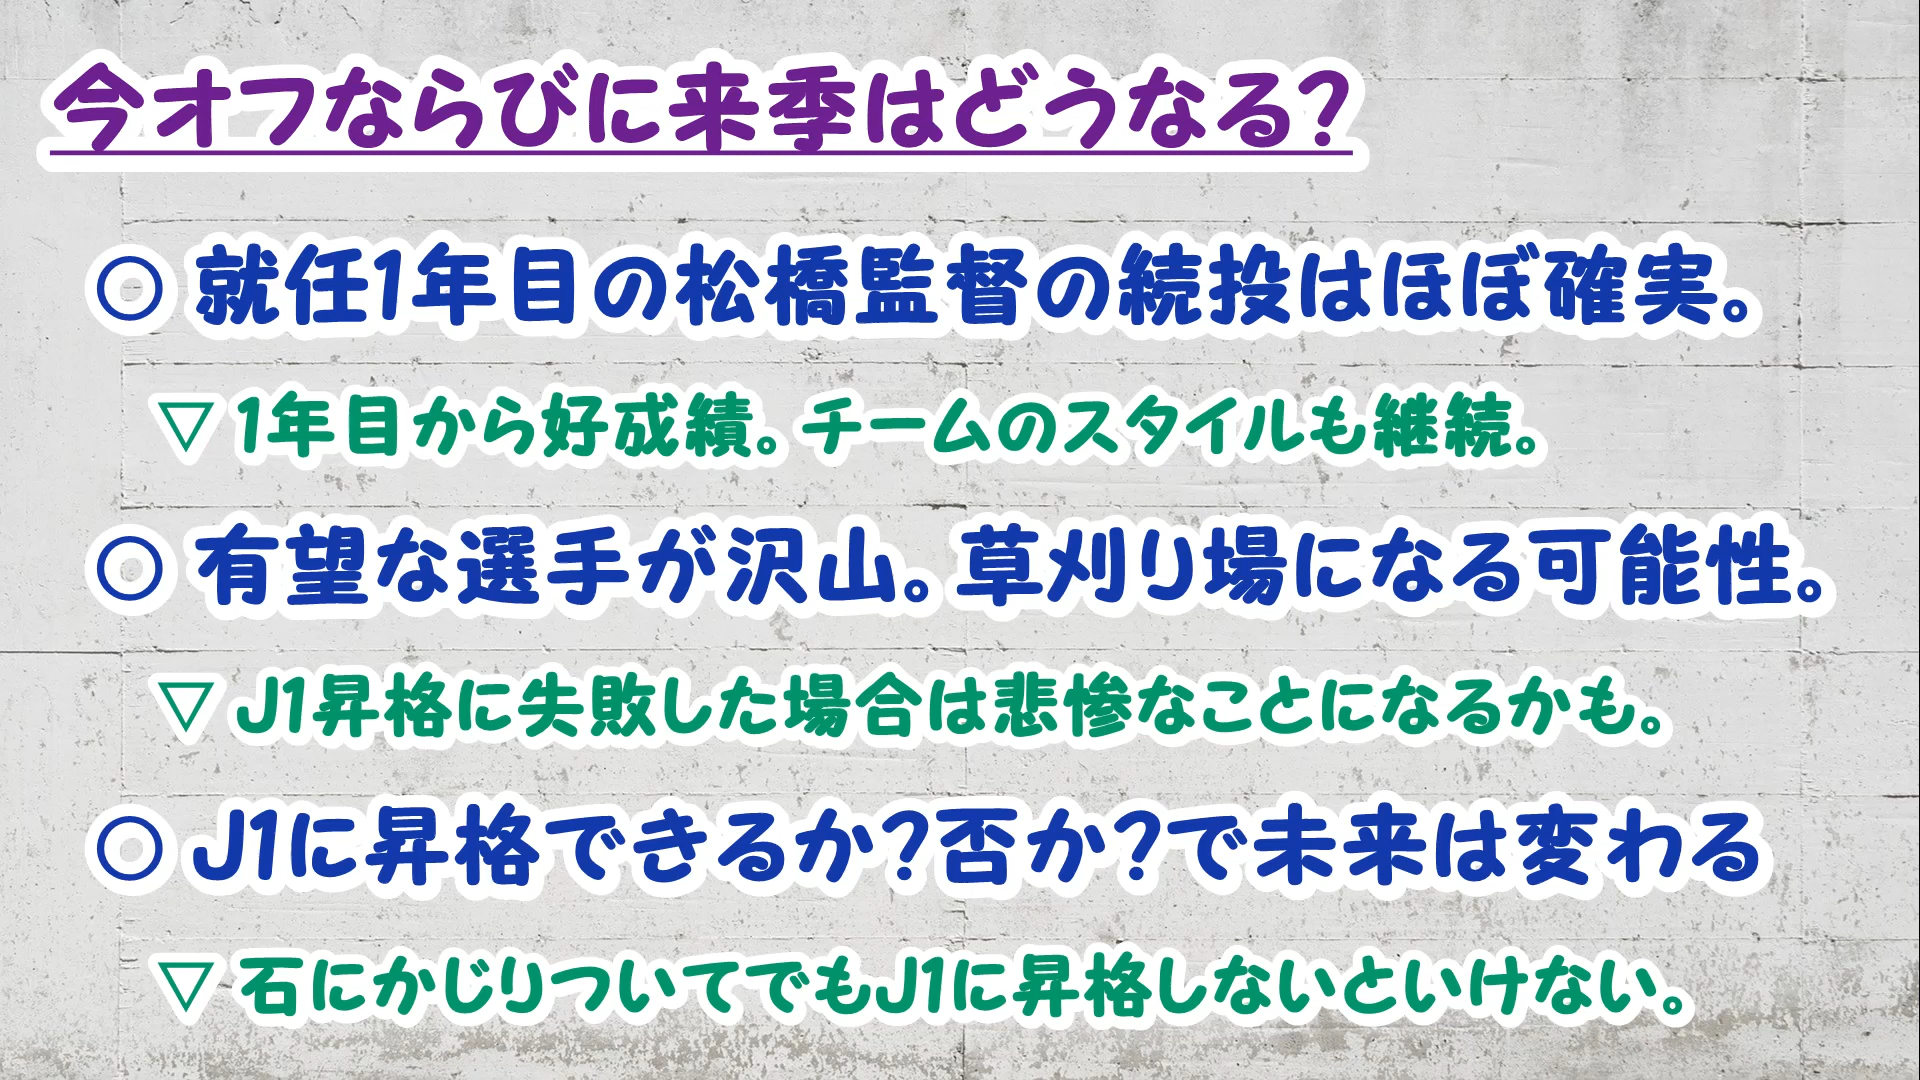 今オフならびに来季はどうなる?
○ 就任1年目の松橋監督の続投はほぼ確実。
▽ 1年目から好成績。チームのスタイルも継続。
○ 有望な選手が沢山。草刈り場になる可能性。
▽ J1昇格に失敗した場合は悲惨なことになるかも。
○ J1に昇格できるか?否か?で未来は変わる
▽ 石にかじりついてでもJ1に昇格しないといけない。